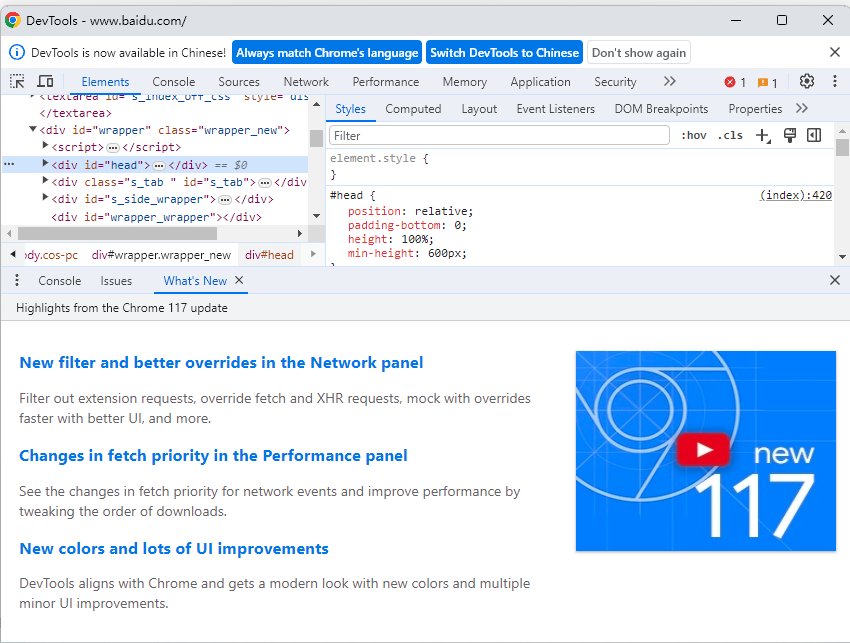 DevTools - www.baidu.com/
DevTools is now available in Chinese! Always match Chrome's language Switch DevTools to Chinese Don't show again
Elements Console Sources Network Performance Memory Application Security 1 1
<textarea id="s_index_off_css" style="dis
</textarea>
<div id="wrapper" class="wrapper_new">
<script>…</script>
<div id="head">…</div> == $0
<div class="s_tab " id="s_tab">…</div
<div id="s_side_wrapper">…</div>
<div id="wrapper_wrapper"></div>
ody.cos-pc div#wrapper.wrapper_new div#head
Styles Computed Layout Event Listeners DOM Breakpoints Properties
Filter :hov .cls
element.style {
}
#head { (index):420
position: relative;
padding-bottom: 0;
height: 100%;
min-height: 600px;
Console Issues What's New
Highlights from the Chrome 117 update
New filter and better overrides in the Network panel
Filter out extension requests, override fetch and XHR requests, mock with overrides
faster with better UI, and more.
Changes in fetch priority in the Performance panel
See the changes in fetch priority for network events and improve performance by
tweaking the order of downloads.
New colors and lots of UI improvements
DevTools aligns with Chrome and gets a modern look with new colors and multiple
minor UI improvements.
new
117